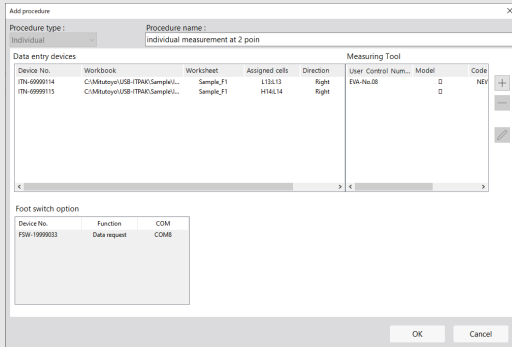 Add procedure
Procedure type :
Procedure name :
Individual
individual measurement at 2 poin
Data entry devices
Measuring Tool
Device No. Workbook Worksheet Assigned cells Direction
User Control Num... Model Code
ITN-69999114 C:\Mitutoyo\USB-ITPAK\Sample\I... Sample_F1 L13:L13 Right
EVA-No.08 NEV
ITN-69999115 C:\Mitutoyo\USB-ITPAK\Sample\I... Sample_F1 H14:L14 Right
Foot switch option
Device No. Function COM
FSW-19999033 Data request COM8
OK Cancel